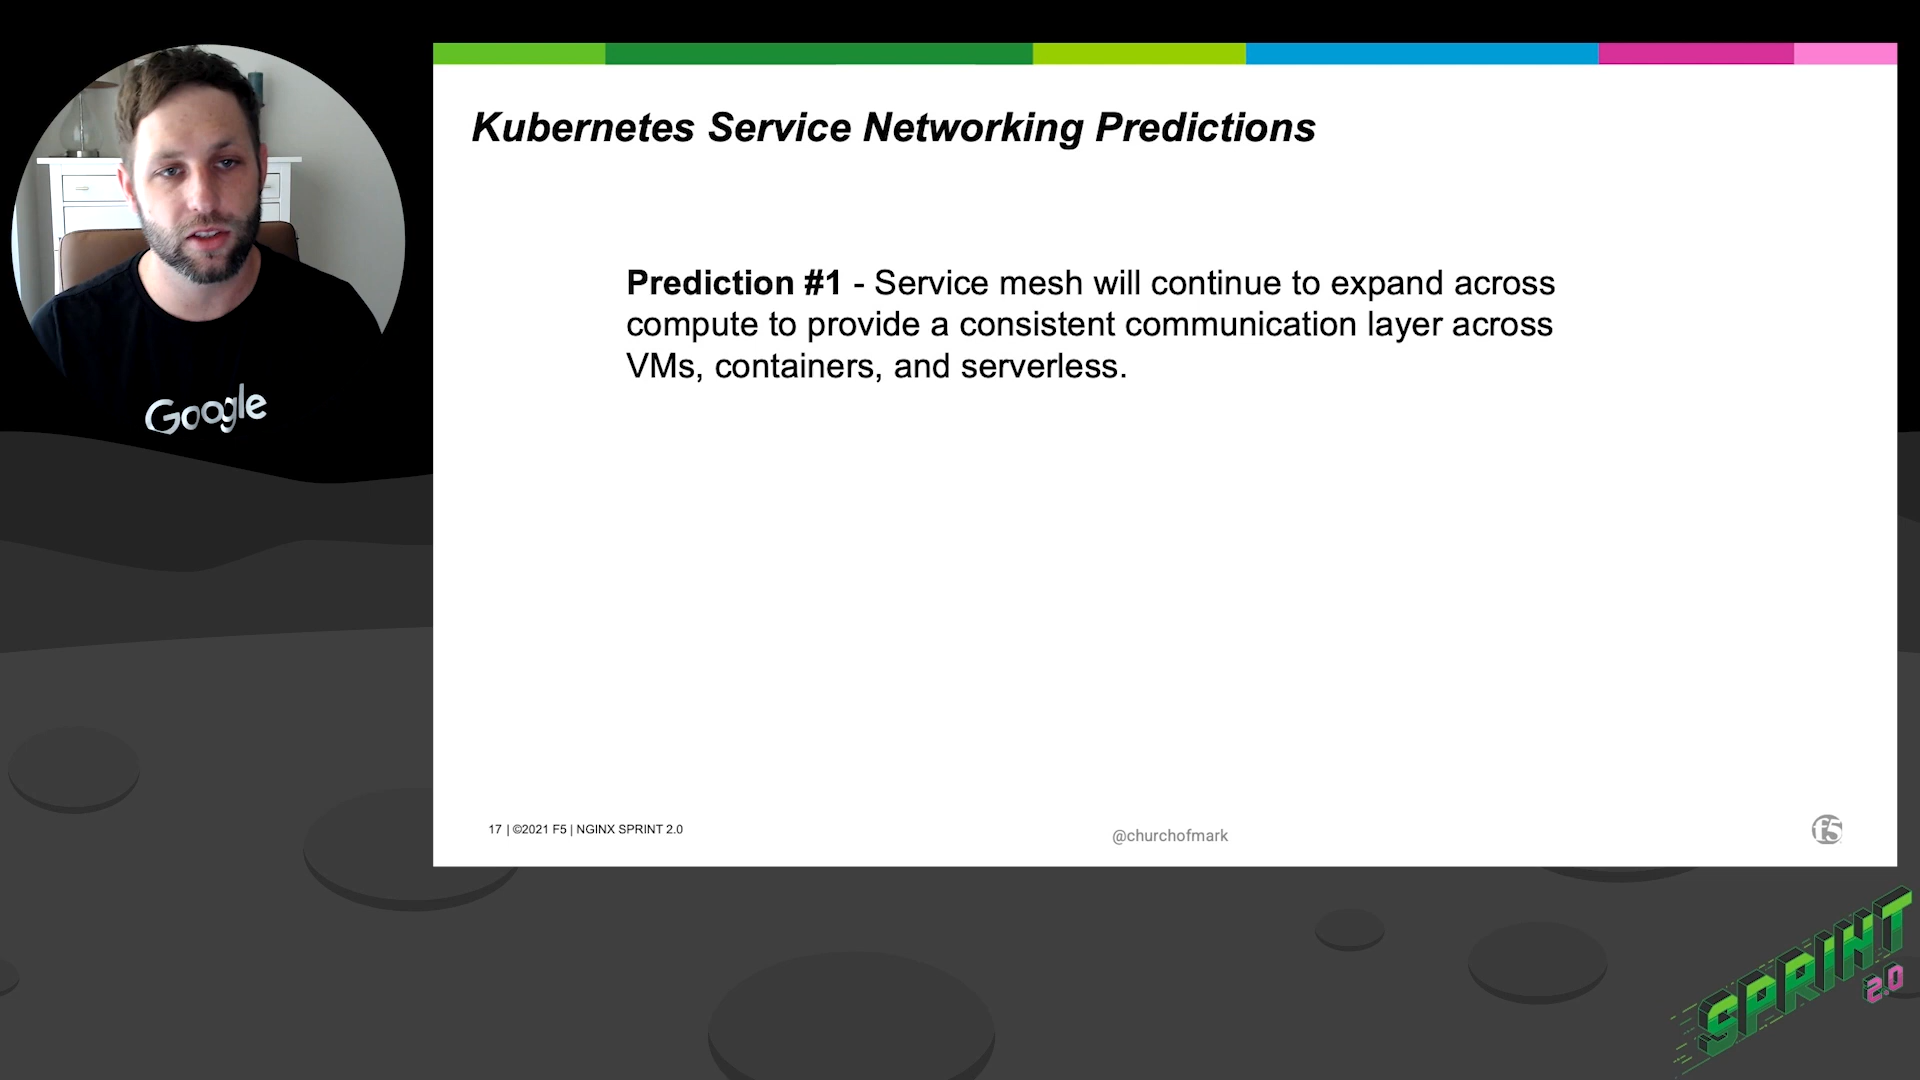 Kubernetes Service Networking Predictions
Prediction #1 - Service mesh will continue to expand across
compute to provide a consistent communication layer across
VMs, containers, and serverless.
Google
17 | ©2021 F5 | NGINX SPRINT 2.0
@churchofmark
f5
SPRINT
2.0